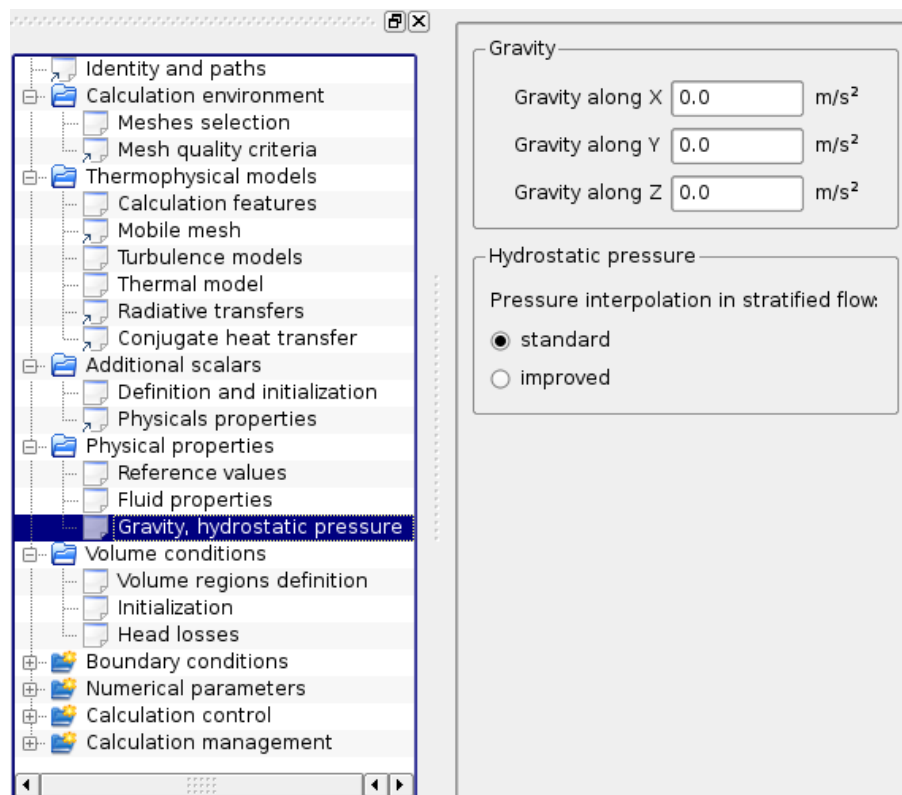 Identity and paths
Calculation environment
Meshes selection
Mesh quality criteria
Thermophysical models
Calculation features
Mobile mesh
Turbulence models
Thermal model
Radiative transfers
Conjugate heat transfer
Additional scalars
Definition and initialization
Physicals properties
Physical properties
Reference values
Fluid properties
Gravity, hydrostatic pressure
Volume conditions
Volume regions definition
Initialization
Head losses
Boundary conditions
Numerical parameters
Calculation control
Calculation management
Gravity
Gravity along X 0.0 m/s²
Gravity along Y 0.0 m/s²
Gravity along Z 0.0 m/s²
Hydrostatic pressure
Pressure interpolation in stratified flow:
standard
improved